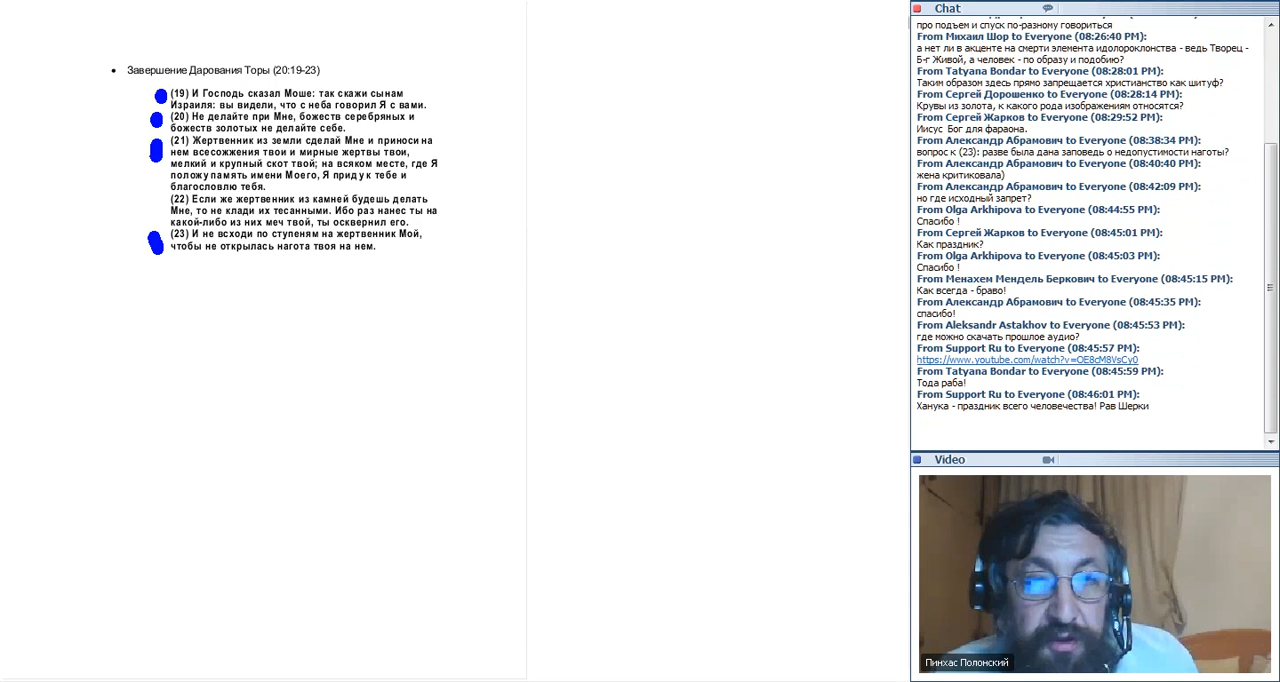 Завершение Дарования Торы (20:19-23)
(19) И Господь сказал Моше: так скажи сынам
Израиля: вы видели, что с неба говорил Я с вами.
(20) Не делайте при Мне, божеств серебряных и
божеств золотых не делайте себе.
(21) Жертвенник из земли сделай Мне и приноси на
нем всесожжения твои и мирные жертвы твои,
мелкий и крупный скот твой; на всяком месте, где Я
положу память имени Моего, Я приду к тебе и
благословлю тебя.
(22) Если же жертвенник из камней будешь делать
Мне, то не клади их тесанными. Ибо раз нанес ты на
какой-либо из них меч твой, ты осквернил его.
(23) И не всходи по ступеням на жертвенник Мой,
чтобы не открылась нагота твоя на нем.
Chat
про подъем и спуск по-разному говориться
From Михаил Шор to Everyone (08:26:40 PM):
а нет ли в акценте на смерти элемента идолороклонства - ведь Творец -
Б-г Живой, а человек - по образу и подобию?
From Tatyana Bondar to Everyone (08:28:01 PM):
Таким образом здесь прямо запрещается христианство как шитуф?
From Сергей Дорошенко to Everyone (08:28:14 PM):
Крувы из золота, к какого рода изображениям относятся?
From Сергей Жарков to Everyone (08:29:52 PM):
Иисус Бог для фараона.
From Александр Абрамович to Everyone (08:38:34 PM):
вопрос к (23): разве была дана заповедь о недопустимости наготы?
From Александр Абрамович to Everyone (08:40:40 PM):
жена критиковала)
From Александр Абрамович to Everyone (08:42:09 PM):
но где исходный запрет?
From Olga Arkhipova to Everyone (08:44:55 PM):
Спасибо !
From Сергей Жарков to Everyone (08:45:01 PM):
Как праздник?
From Olga Arkhipova to Everyone (08:45:03 PM):
Спасибо !
From Менахем Мендель Беркович to Everyone (08:45:15 PM):
Как всегда - браво!
From Александр Абрамович to Everyone (08:45:35 PM):
спасибо!
From Aleksandr Astakhov to Everyone (08:45:53 PM):
где можно скачать прошлое аудио?
From Support Ru to Everyone (08:45:57 PM):
https://www.youtube.com/watch?v=OE8cM8VsCy0
From Tatyana Bondar to Everyone (08:45:59 PM):
Тода раба!
From Support Ru to Everyone (08:46:01 PM):
Ханука - праздник всего человечества! Рав Шерки
Video
Пинхас Полонский